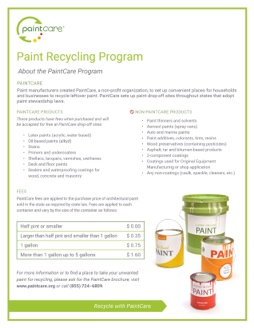 paintcare
Paint Recycling Program
About the PaintCare Program
PAINTCARE
Paint manufacturers created PaintCare, a non-profit organization, to set up convenient places for households
and businesses to recycle leftover paint. PaintCare sets up paint drop-off sites throughout states that adopt
paint stewardship laws.
PAINTCARE PRODUCTS
These products have fees when purchased and will
be accepted for free at PaintCare drop-off sites:
• Latex paints (acrylic, water based)
• Oil-based paints (alkyd)
• Stains
• Primers and undercoaters
• Shellacs, lacquers, varnishes, urethanes
• Deck and floor paints
• Sealers and waterproofing coatings for
wood, concrete and masonry
NON-PAINTCARE PRODUCTS
• Paint thinners and solvents
• Aerosol paints (spray cans)
• Auto and marine paints
• Paint additives, colorants, tints, resins
• Wood preservatives (containing pesticides)
• Asphalt, tar and bitumen-based products
• 2-component coatings
• Coatings used for Original Equipment
Manufacturing or shop application
• Any non-coatings (caulk, spackle, cleaners, etc.)
FEES
PaintCare fees are applied to the purchase price of architectural paint
sold in the state as required by state law. Fees are applied to each
container and vary by the size of the container as follows:
Half pint or smaller $ 0.00
Larger than half pint and smaller than 1 gallon $ 0.35
1 gallon $ 0.75
More than 1 gallon up to 5 gallons $ 1.60
For more information or to find a place to take your unwanted
paint for recycling, please ask for the PaintCare brochure, visit
www.paintcare.org or call (855) 724-6809.
PAINT
PAINT
PAINT
PAINT
Recycle with PaintCare